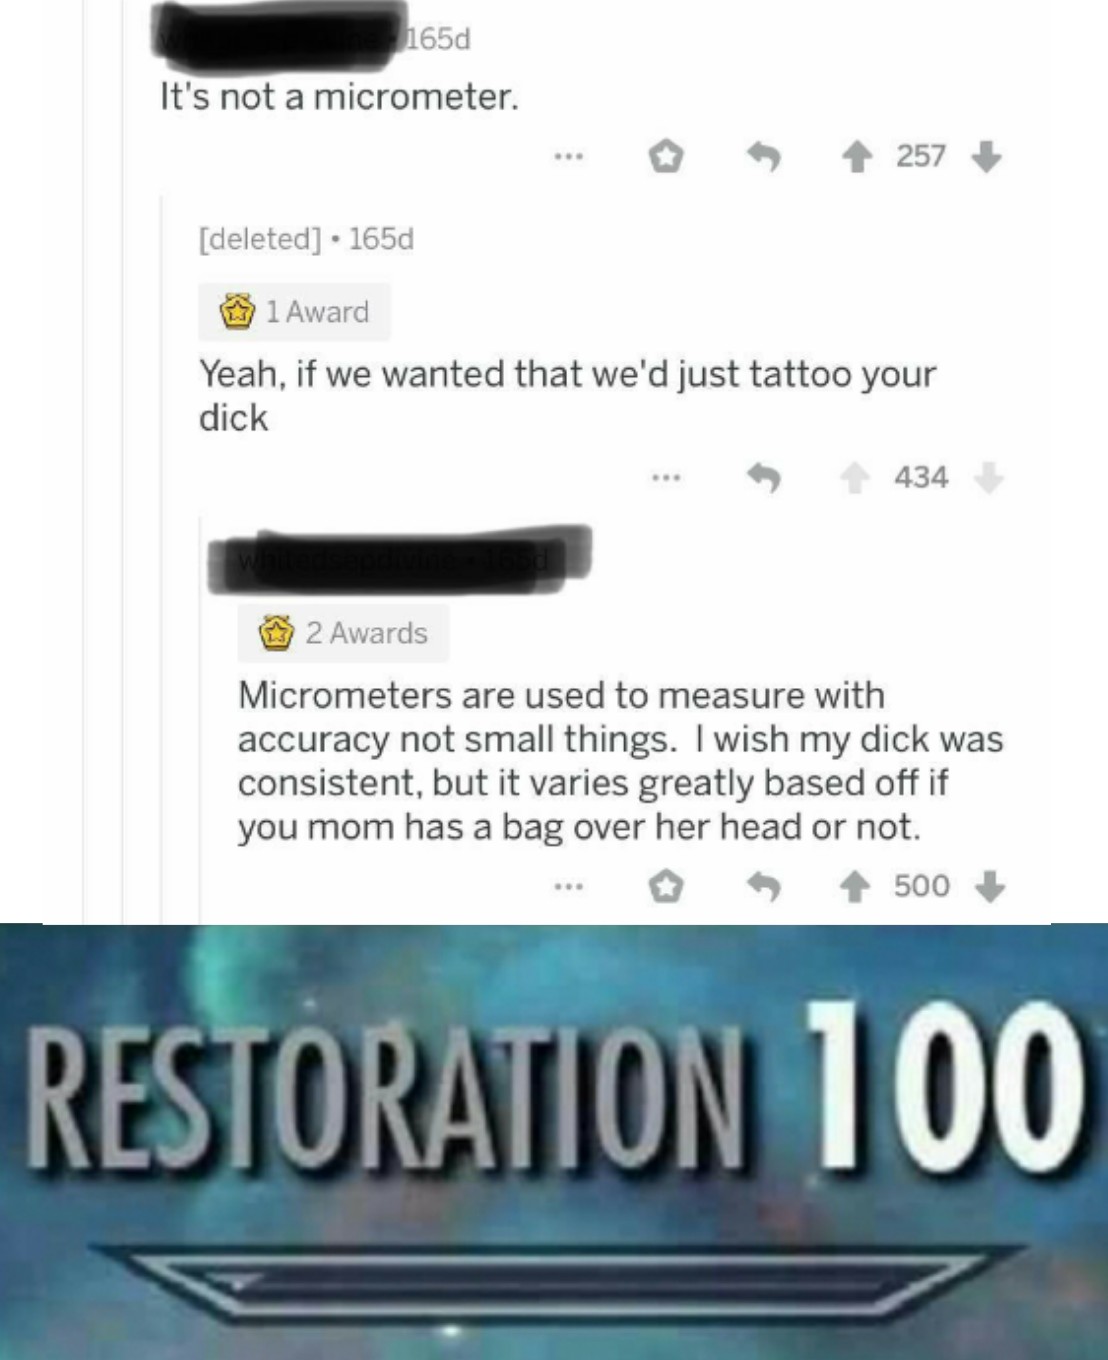 165d
It's not a micrometer.
257
[deleted] • 165d
1 Award
Yeah, if we wanted that we'd just tattoo your
dick
434
2 Awards
Micrometers are used to measure with
accuracy not small things. I wish my dick was
consistent, but it varies greatly based off if
you mom has a bag over her head or not.
500
RESTORATION 100